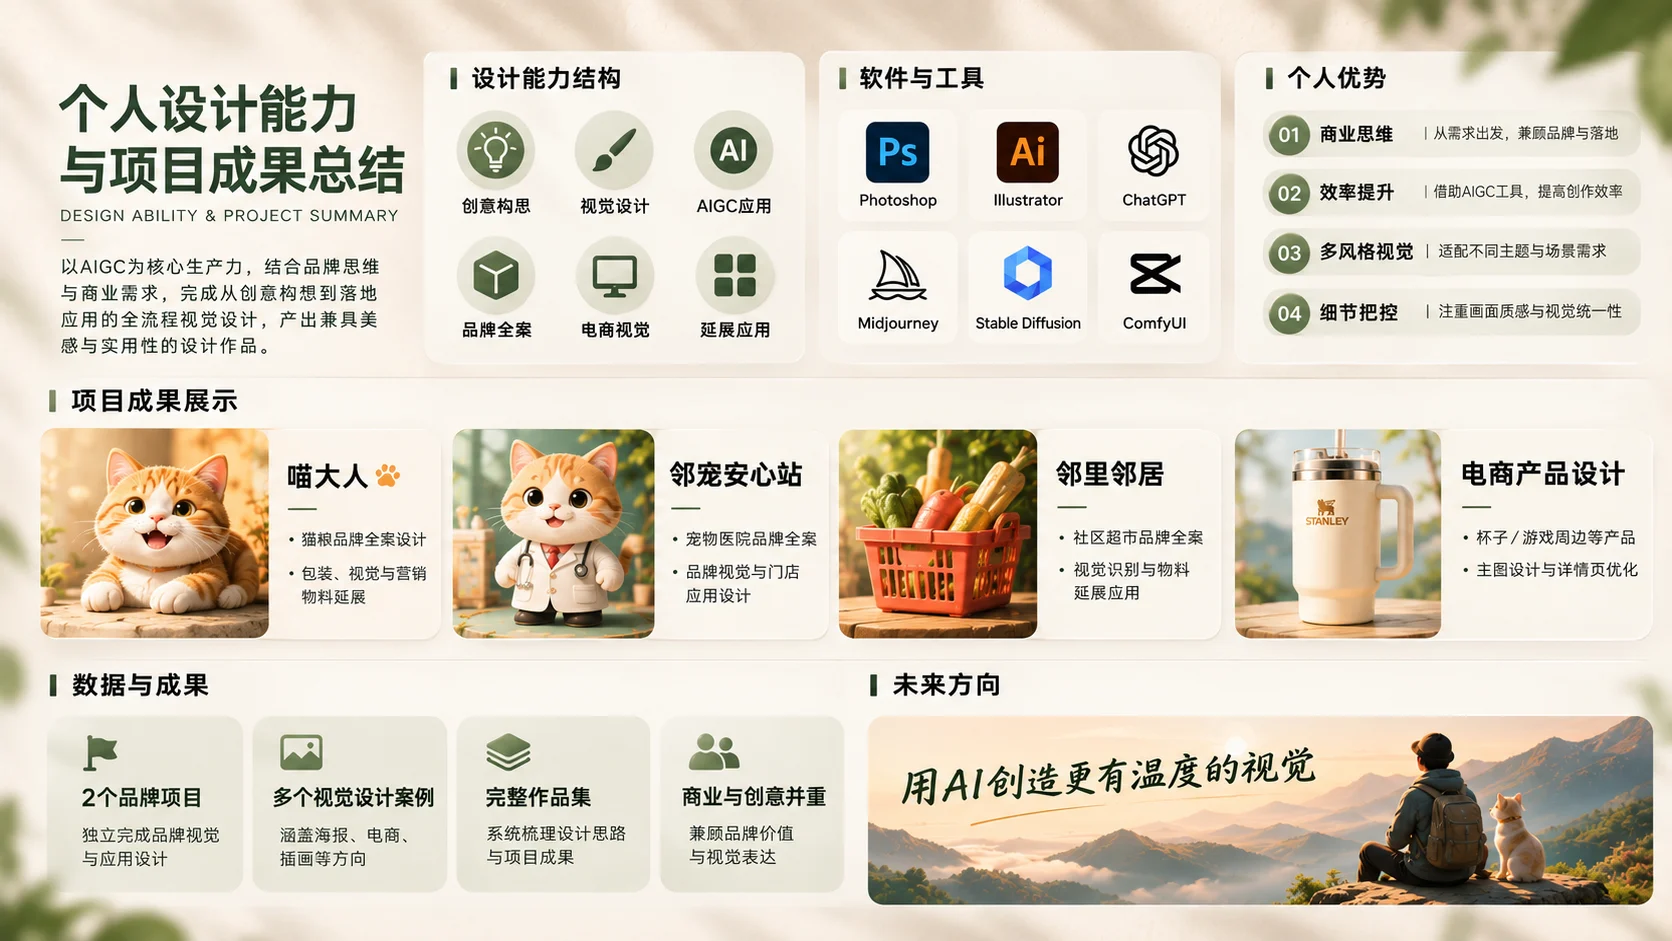 个人设计能力
与项目成果总结
DESIGN ABILITY & PROJECT SUMMARY
以AIGC为核心生产力，结合品牌思维
与商业需求，完成从创意构想到落地
应用的全流程视觉设计，产出兼具美
感与实用性的设计作品。
设计能力结构
创意构思
视觉设计
AI
AIGC应用
品牌全案
电商视觉
延展应用
软件与工具
Ps
Photoshop
Ai
Illustrator
ChatGPT
Midjourney
Stable Diffusion
ComfyUI
个人优势
01 商业思维 | 从需求出发，兼顾品牌与落地
02 效率提升 | 借助AIGC工具，提高创作效率
03 多风格视觉 | 适配不同主题与场景需求
04 细节把控 | 注重画面质感与视觉统一性
项目成果展示
喵大人
• 猫粮品牌全案设计
• 包装、视觉与营销
物料延展
邻宠安心站
• 宠物医院品牌全案
• 品牌视觉与门店
应用设计
邻里邻居
• 社区超市品牌全案
• 视觉识别与物料
延展应用
STANLEY
电商产品设计
• 杯子 / 游戏周边等产品
• 主图设计与详情页优化
数据与成果
2个品牌项目
独立完成品牌视觉
与应用设计
多个视觉设计案例
涵盖海报、电商、
插画等方向
完整作品集
系统梳理设计思路
与项目成果
商业与创意并重
兼顾品牌价值
与视觉表达
未来方向
用AI创造更有温度的视觉